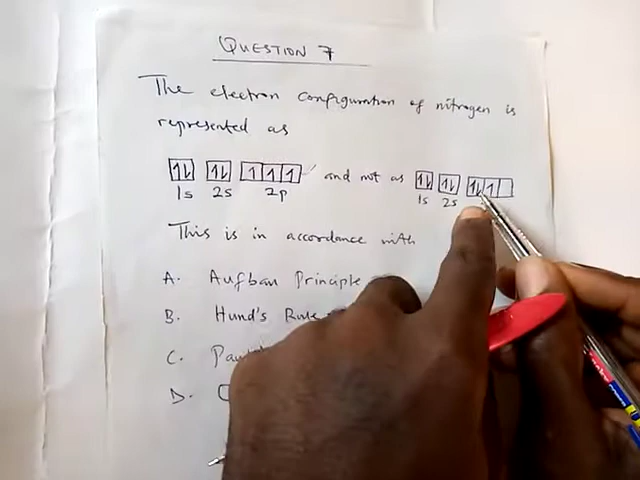 QUESTION 7
The electron configuration of nitrogen is
represented as
1s 2s 2p and not as 1s 2s
This is in accordance with
A. Aufbau Principle
B. Hund's Rule
C.
D.